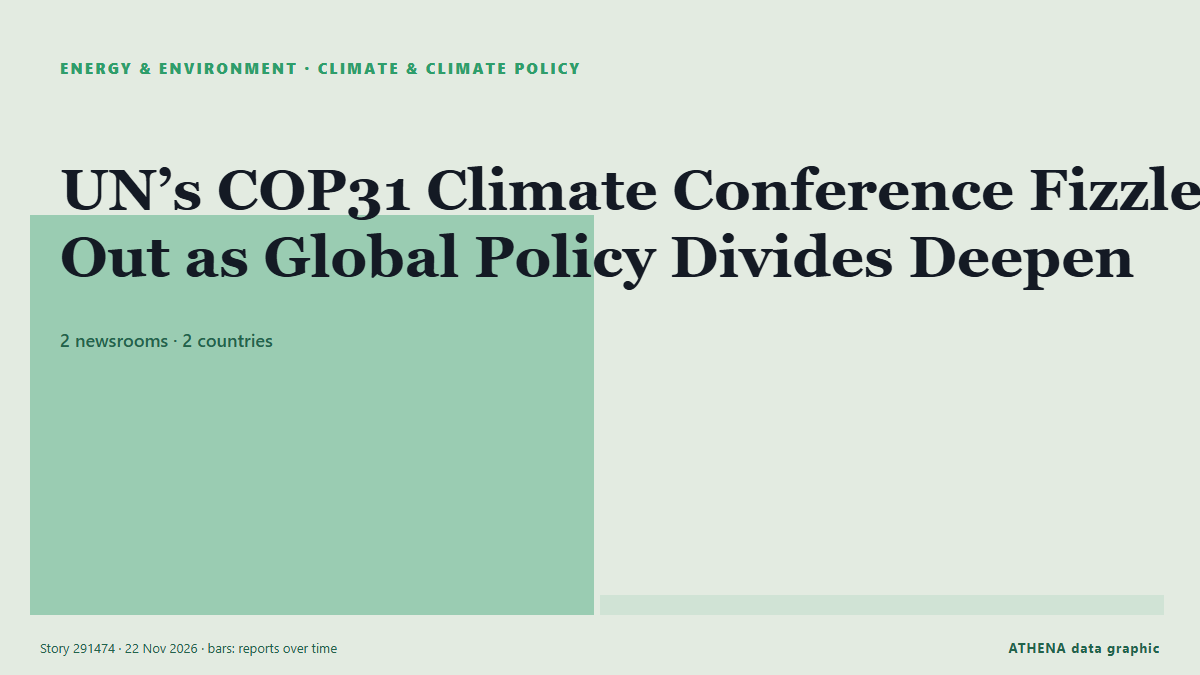 ENERGY & ENVIRONMENT · CLIMATE & CLIMATE POLICY
UN’s COP31 Climate Conference Fizzle
Out as Global Policy Divides Deepen
2 newsrooms · 2 countries
Story 291474 · 22 Nov 2026 · bars: reports over time
ATHENA data graphic